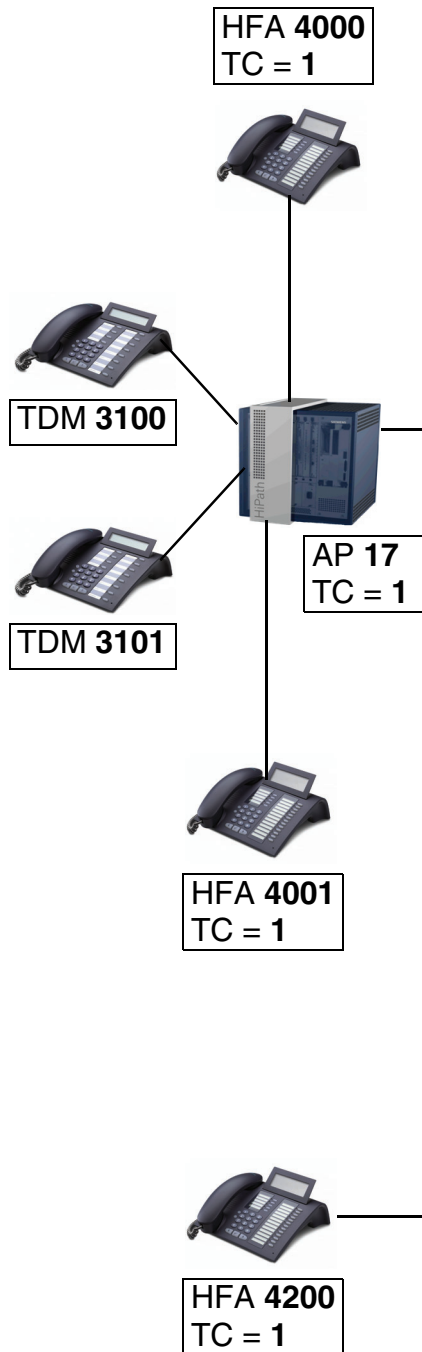 HFA 4000
TC = 1
TDM 3100
HiPath
AP 17
TC = 1
TDM 3101
HFA 4001
TC = 1
HFA 4200
TC = 1